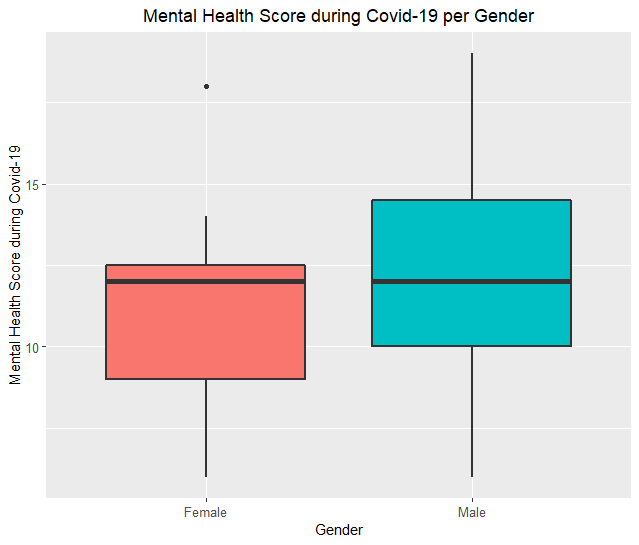 Mental Health Score during Covid-19 per Gender
Mental Health Score during Covid-19
15
10
Female
Male
Gender